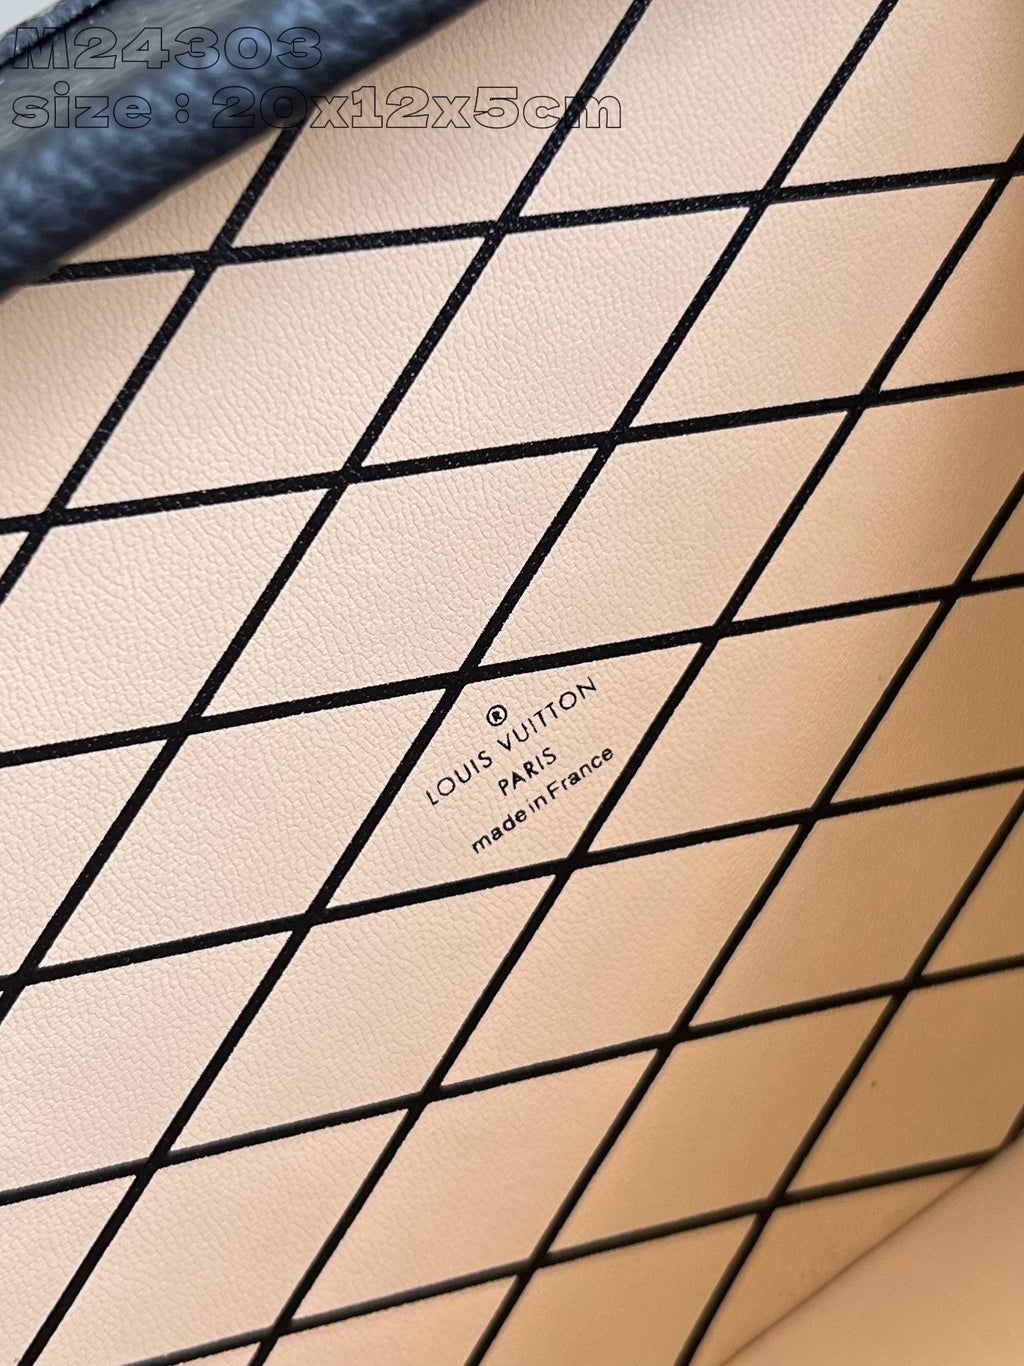 M24303
size : 20x12x5cm
®
LOUIS VUITTON
PARIS
made in France